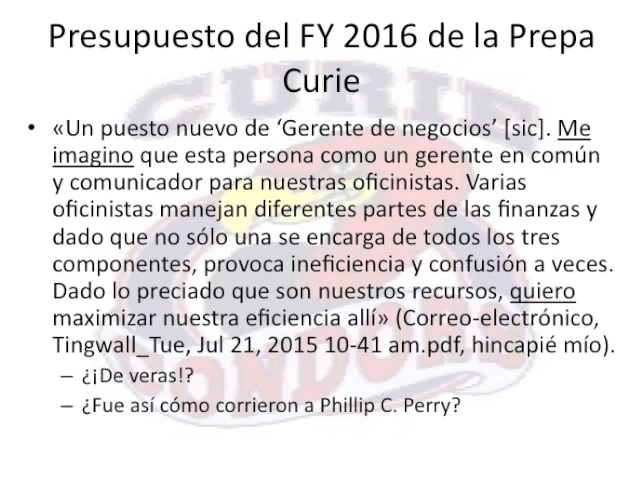 Presupuesto del FY 2016 de la Prepa
Curie
• «Un puesto nuevo de ‘Gerente de negocios’ [sic]. Me
imagino que esta persona como un gerente en común
y comunicador para nuestras oficinistas. Varias
oficinistas manejan diferentes partes de las finanzas y
dado que no sólo una se encarga de todos los tres
componentes, provoca ineficiencia y confusión a veces.
Dado lo preciado que son nuestros recursos, quiero
maximizar nuestra eficiencia allí» (Correo-electrónico,
Tingwall_Tue, Jul 21, 2015 10-41 am.pdf, hincapié mío).
– ¿¡De veras!?
– ¿Fue así cómo corrieron a Phillip C. Perry?
CURIE
CONDORS